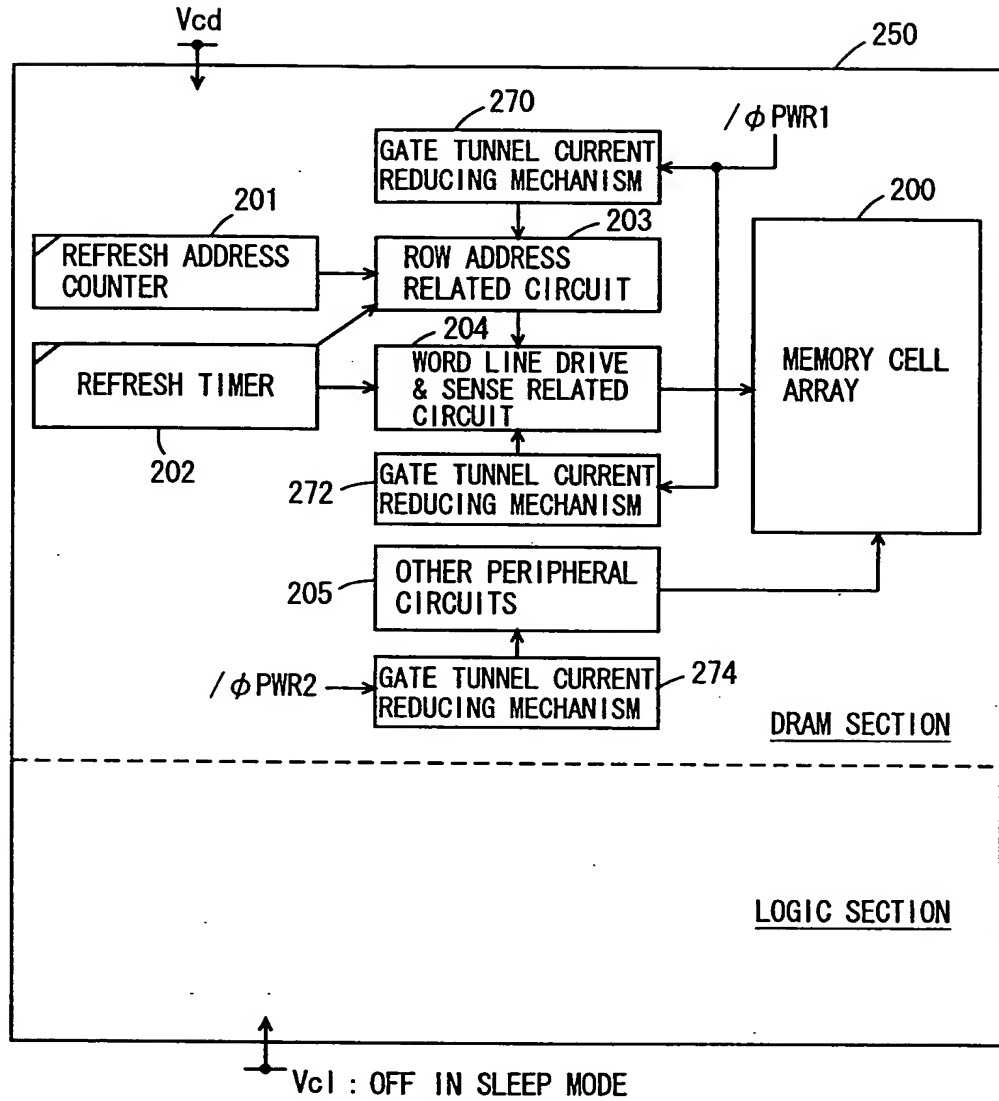 Vcd
250
270
/φPWR1
GATE TUNNEL CURRENT
REDUCING MECHANISM
200
201
203
REFRESH ADDRESS
COUNTER
ROW ADDRESS
RELATED CIRCUIT
204
REFRESH TIMER
WORD LINE DRIVE
& SENSE RELATED
CIRCUIT
MEMORY CELL
ARRAY
202
272
GATE TUNNEL CURRENT
REDUCING MECHANISM
205
OTHER PERIPHERAL
CIRCUITS
/φPWR2
GATE TUNNEL CURRENT
REDUCING MECHANISM
274
DRAM SECTION
LOGIC SECTION
Vcl : OFF IN SLEEP MODE